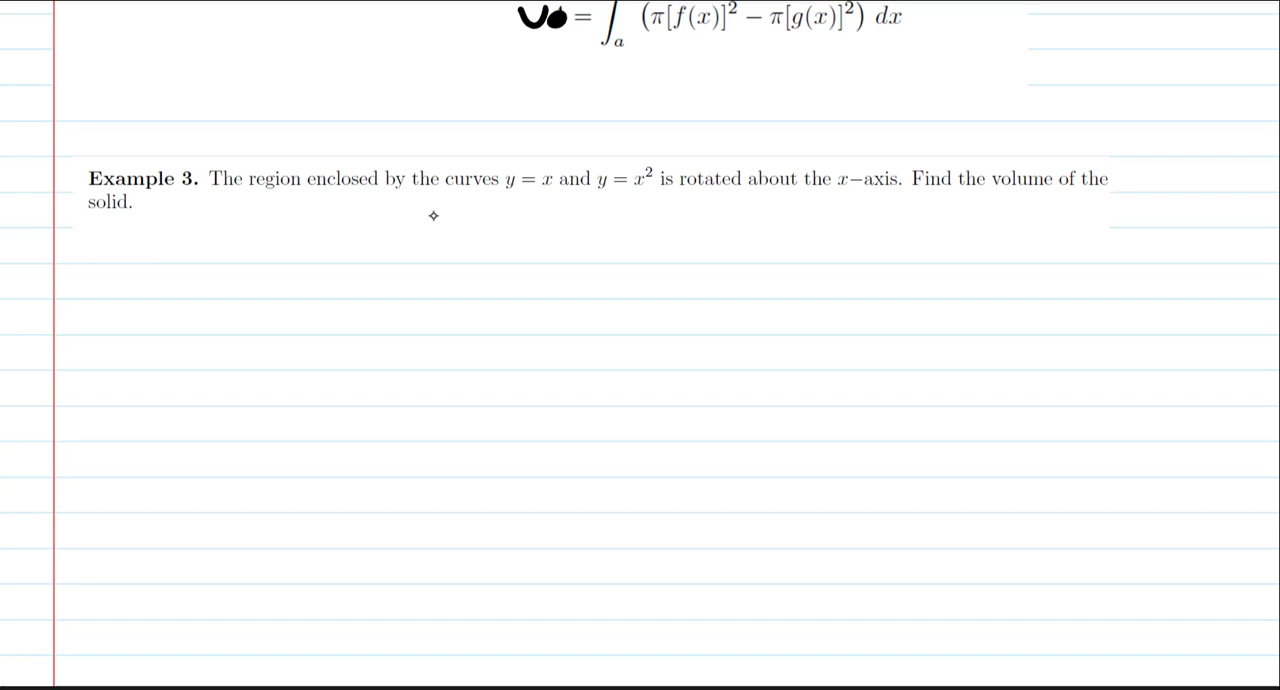 = ∫ₐ (π[f(x)]² − π[g(x)]²) dx
Example 3. The region enclosed by the curves y = x and y = x² is rotated about the x−axis. Find the volume of the
solid.